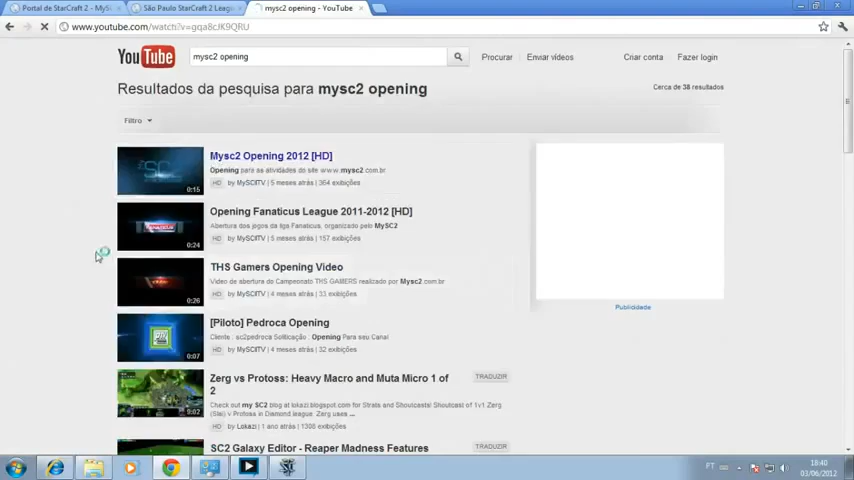 Portal de StarCraft 2 - MyS
São Paulo StarCraft 2 Leag
mysc2 opening - YouTube
www.youtube.com/watch?v=gqa8cJK9QRU
YouTube
mysc2 opening
Procurar
Enviar vídeos
Criar conta
Fazer login
Resultados da pesquisa para mysc2 opening
Cerca de 38 resultados
Filtro
Mysc2 Opening 2012 [HD]
Opening para as atividades do site www.mysc2.com.br
HD by MySCIITV | 5 meses atrás | 364 exibições
0:15
Opening Fanaticus League 2011-2012 [HD]
Abertura dos jogos da liga Fanaticus, organizado pelo MySC2
HD by MySCIITV | 5 meses atrás | 157 exibições
0:24
THS Gamers Opening Video
Video de abertura do Campeonato THS GAMERS realizado por Mysc2.com.br
HD by MySCIITV | 4 meses atrás | 33 exibições
0:26
[Piloto] Pedroca Opening
Cliente : sc2pedroca Solificação : Opening Para seu Canal
HD by MySCIITV | 4 meses atrás | 32 exibições
0:07
Zerg vs Protoss: Heavy Macro and Muta Micro 1 of
2
TRADUZIR
Check out my SC2 blog at lokazi.blogspot.com for Strats and Shoutcasts! Shoutcast of 1v1 Zerg
(Me) v Protoss in Diamond league. Zerg uses ...
HD by Lokazi | 1 ano atrás | 1308 exibições
9:02
SC2 Galaxy Editor - Reaper Madness Features
TRADUZIR
Publicidade
PT
18:40
03/06/2012